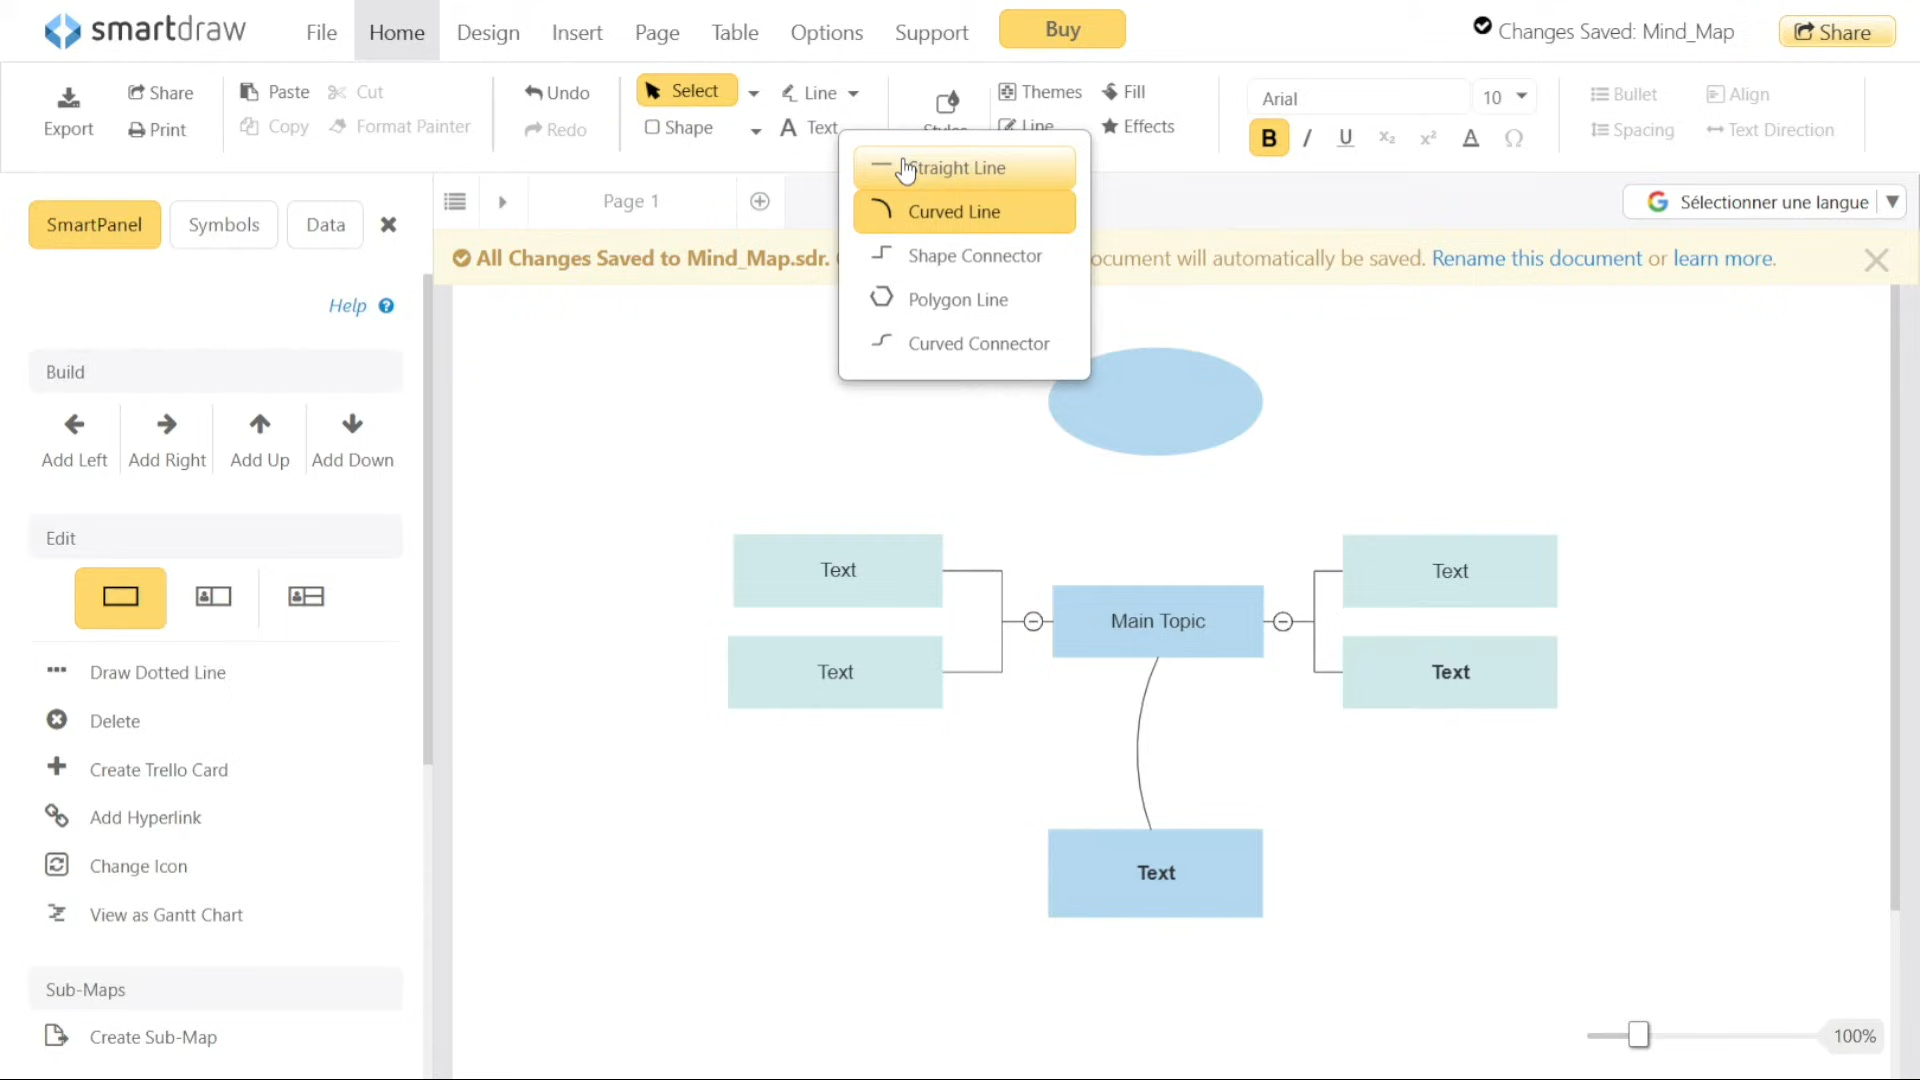 smartdraw
File
Home
Design
Insert
Page
Table
Options
Support
Buy
Changes Saved: Mind_Map
Share
Export
Share
Print
Paste
Cut
Copy
Format Painter
Undo
Redo
Select
Line
Shape
Text
Styles
Themes
Fill
Line
Effects
Arial
10
B
I
U
x₂
x²
A
Ω
Bullet
Align
Spacing
Text Direction
Straight Line
Curved Line
Shape Connector
Polygon Line
Curved Connector
SmartPanel
Symbols
Data
Page 1
G Sélectionner une langue
All Changes Saved to Mind_Map.sdr.
ocument will automatically be saved. Rename this document or learn more.
Help
Build
Add Left
Add Right
Add Up
Add Down
Edit
Draw Dotted Line
Delete
Create Trello Card
Add Hyperlink
Change Icon
View as Gantt Chart
Sub-Maps
Create Sub-Map
Text
Text
Main Topic
Text
Text
Text
100%